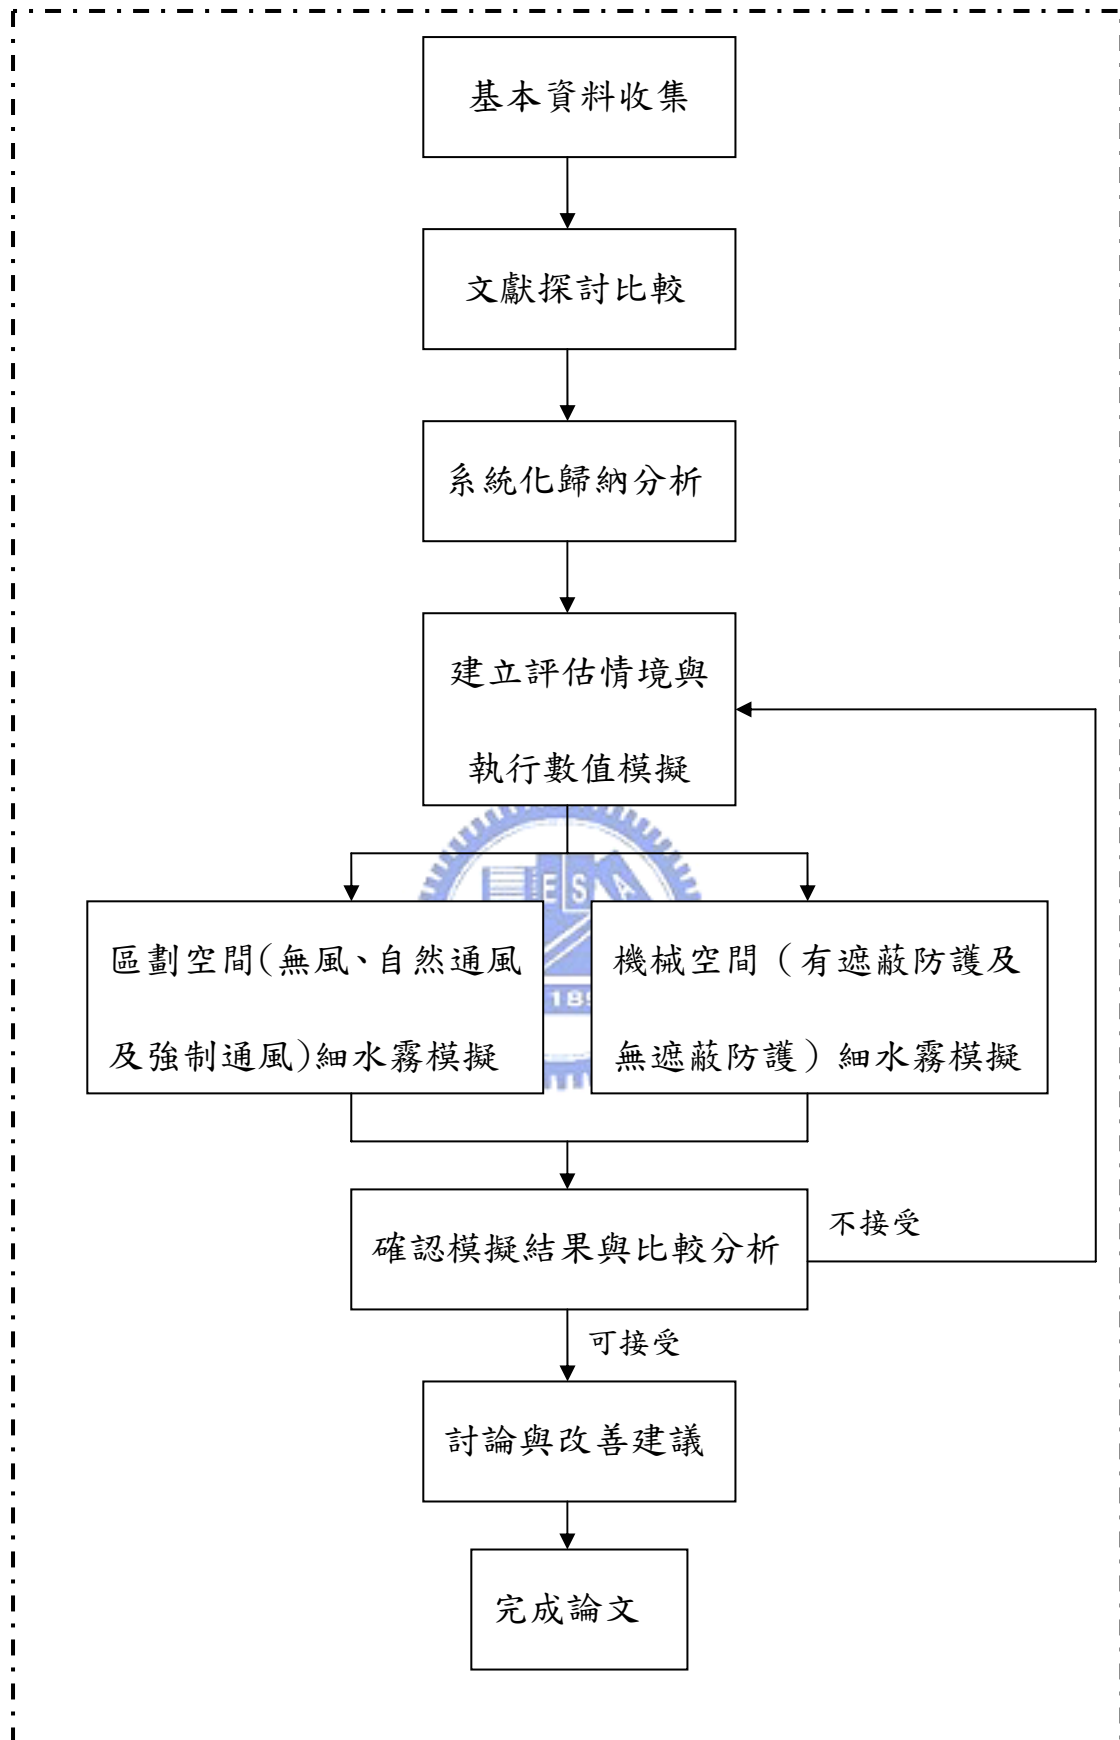 基本資料收集
文獻探討比較
系統化歸納分析
建立評估情境與
執行數值模擬
ESA
區劃空間(無風、自然通風
及強制通風)細水霧模擬
機械空間（有遮蔽防護及
無遮蔽防護）細水霧模擬
189
確認模擬結果與比較分析
不接受
可接受
討論與改善建議
完成論文